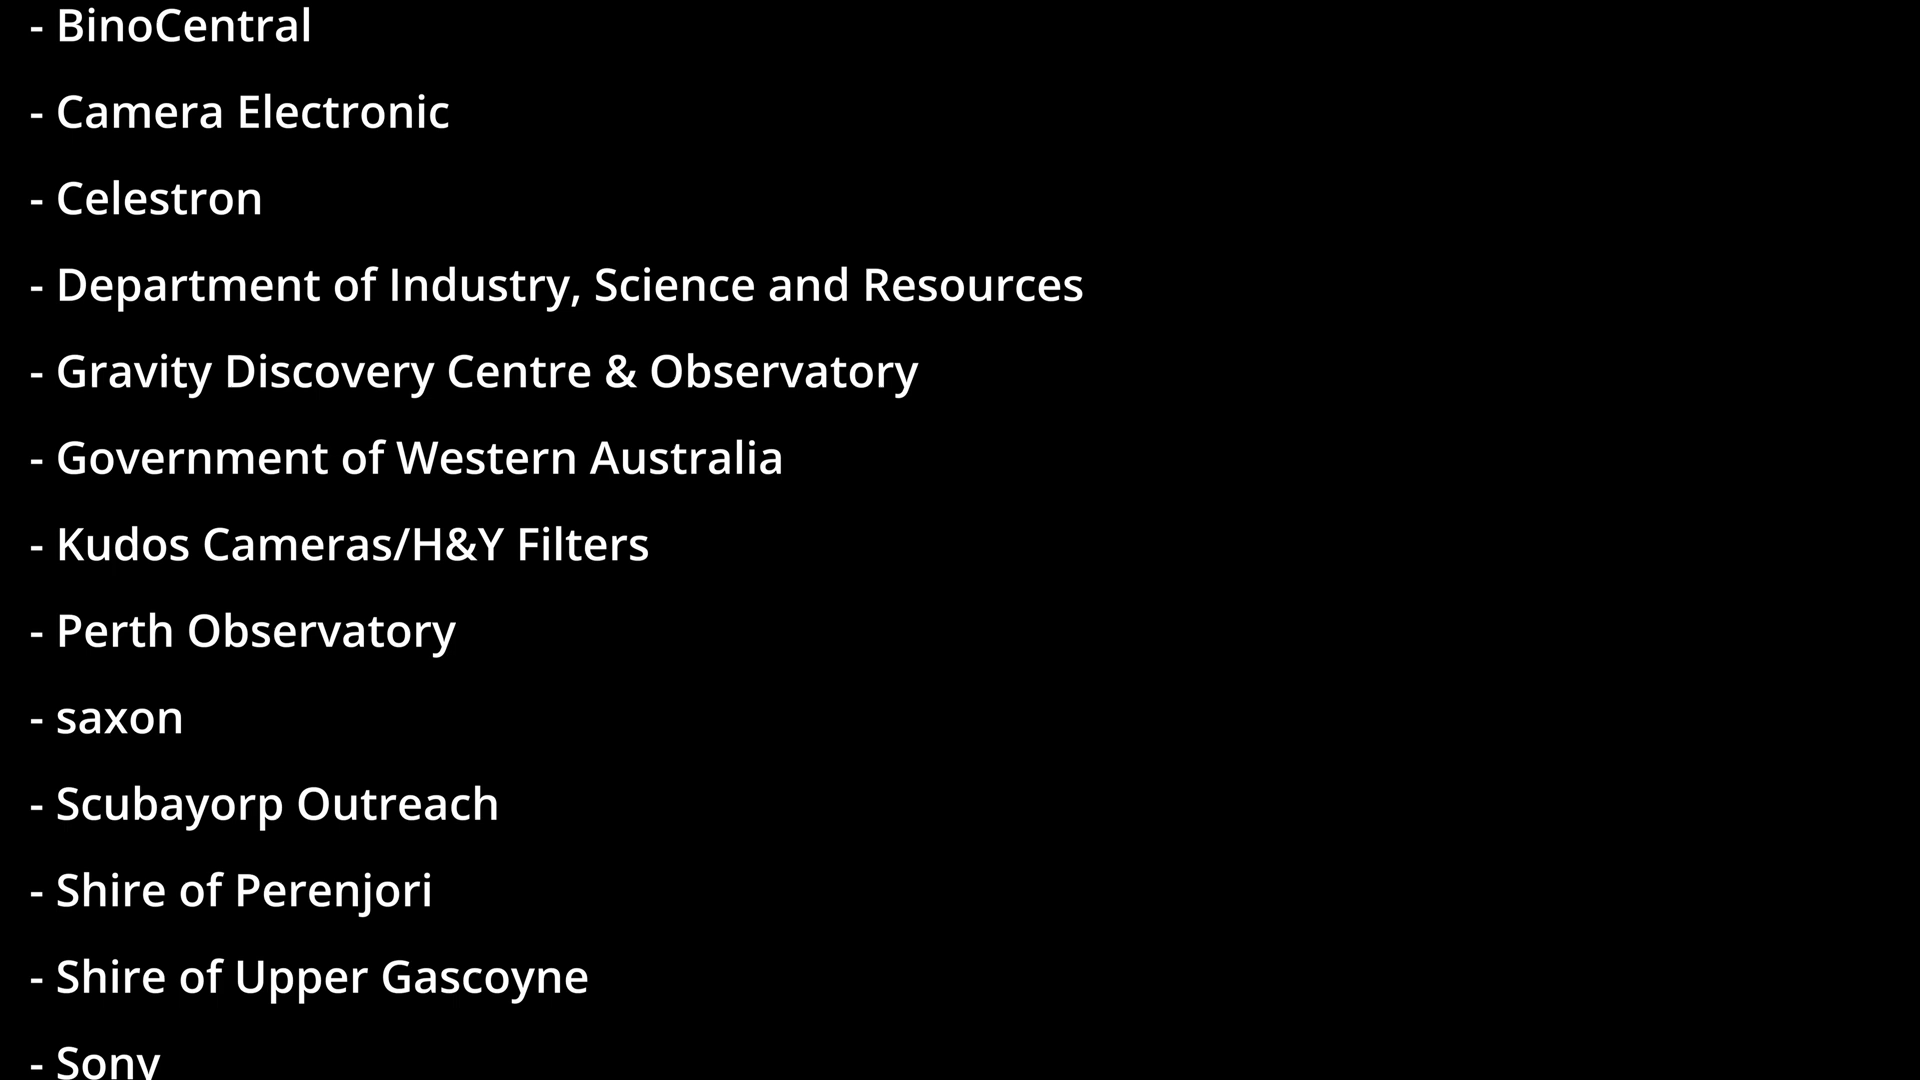 - BinoCentral
- Camera Electronic
- Celestron
- Department of Industry, Science and Resources
- Gravity Discovery Centre & Observatory
- Government of Western Australia
- Kudos Cameras/H&Y Filters
- Perth Observatory
- saxon
- Scubayorp Outreach
- Shire of Perenjori
- Shire of Upper Gascoyne
- Sony